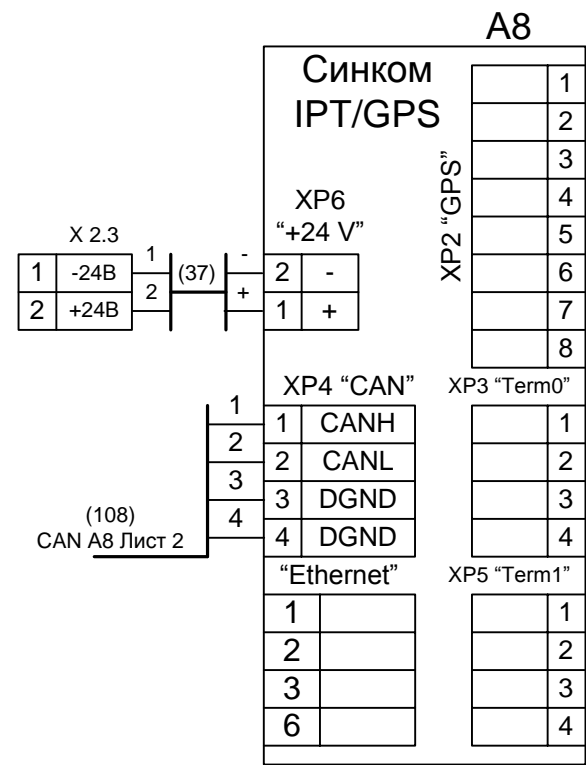 A8
Синком
IPT/GPS
XP2 “GPS”
1
2
3
4
5
6
7
8
XP6
“+24 V”
2 -
1 +
X 2.3
1 -24В
2 +24В
1
2
(37)
-
+
XP4 “CAN”
1 CANH
2 CANL
3 DGND
4 DGND
1
2
3
4
(108)
CAN A8 Лист 2
XP3 “Term0”
1
2
3
4
“Ethernet”
1
2
3
6
XP5 “Term1”
1
2
3
4